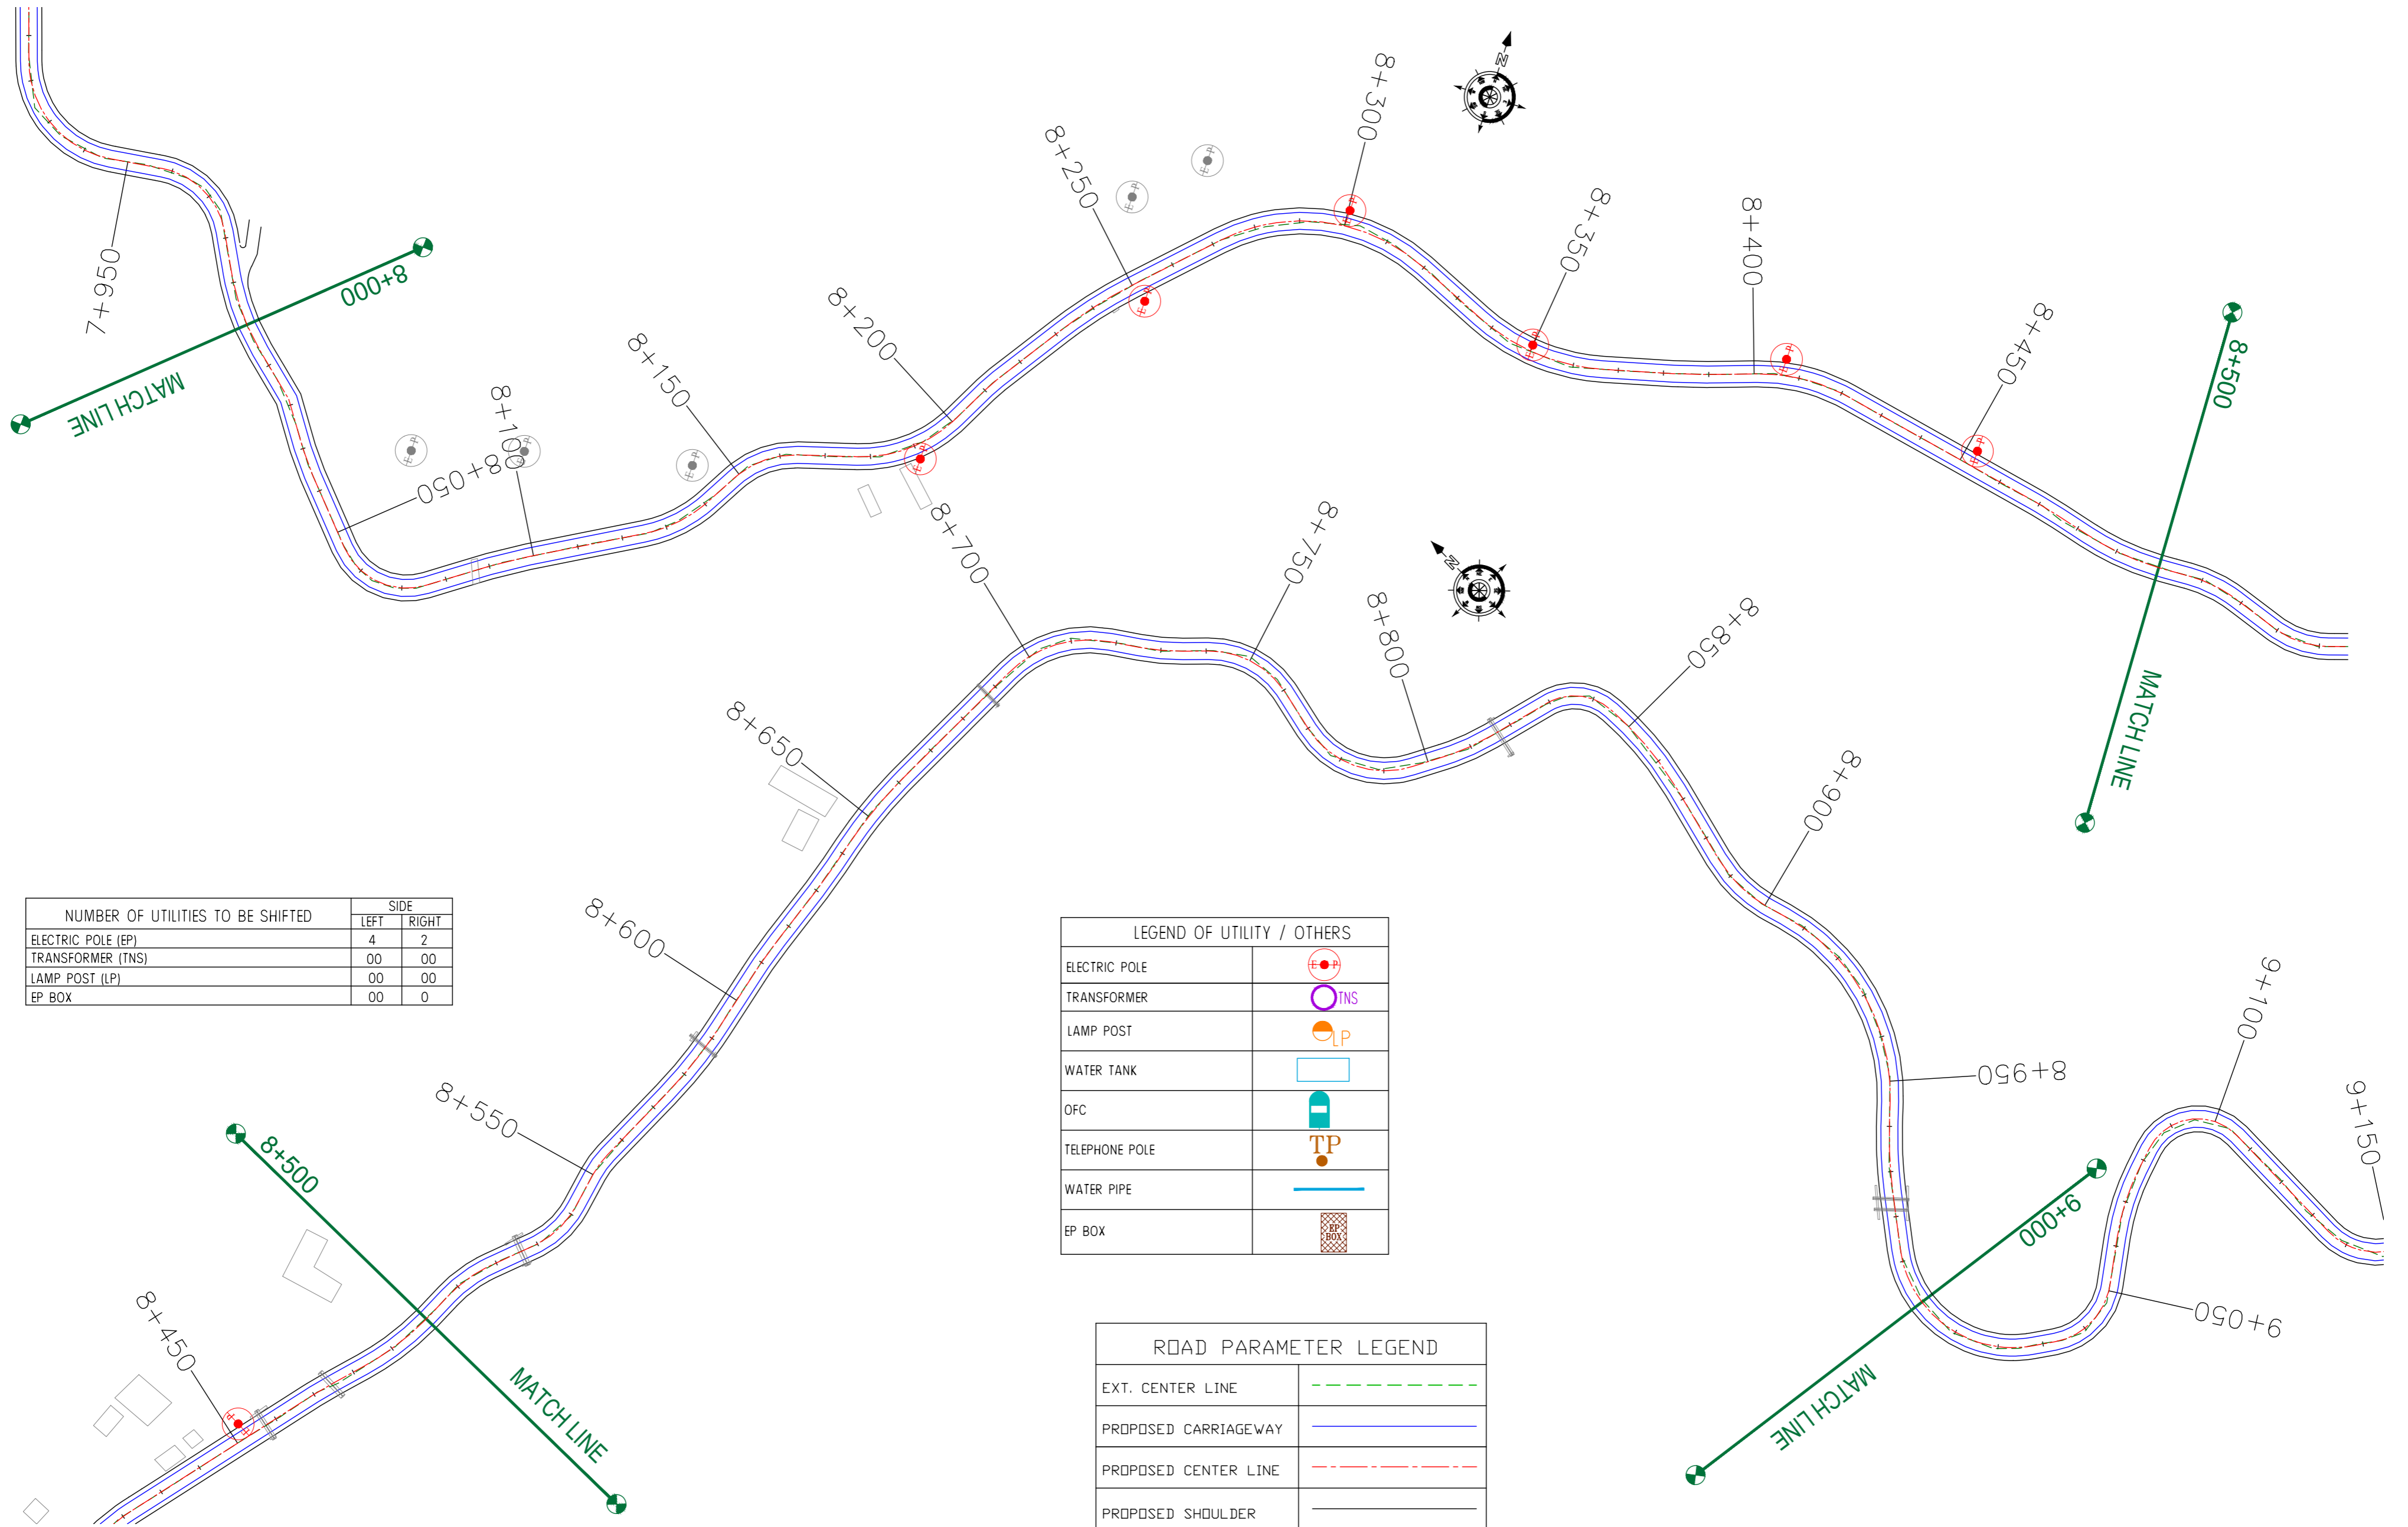 7+950
8+000
MATCH LINE
8+050
8+100
8+150
8+200
8+250
8+300
8+350
8+400
8+450
8+500
MATCH LINE
E P
E P
E P
E P
E P
E P
E P
E P
E P
E P
E P
N
N
8+450
E P
8+500
MATCH LINE
8+550
8+600
8+650
8+700
8+750
8+800
8+850
8+900
8+950
9+000
MATCH LINE
9+050
9+100
9+150
NUMBER OF UTILITIES TO BE SHIFTED SIDE
LEFT RIGHT
ELECTRIC POLE (EP) 4 2
TRANSFORMER (TNS) 00 00
LAMP POST (LP) 00 00
EP BOX 00 0
LEGEND OF UTILITY / OTHERS
ELECTRIC POLE E P
TRANSFORMER TNS
LAMP POST LP
WATER TANK
OFC
TELEPHONE POLE TP
WATER PIPE
EP BOX EP
BOX
ROAD PARAMETER LEGEND
EXT. CENTER LINE
PROPOSED CARRIAGEWAY
PROPOSED CENTER LINE
PROPOSED SHOULDER